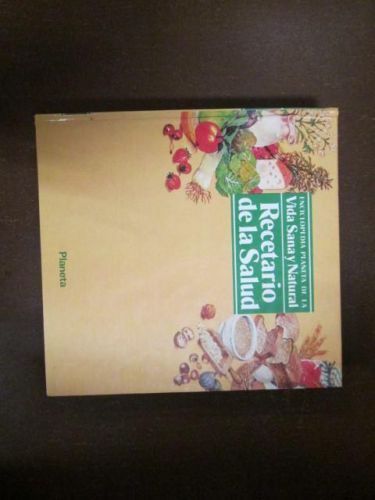 ENCICLOPEDIA PLANETA DE LA
Vida Sana y Natural
Recetario
de la Salud
Planeta